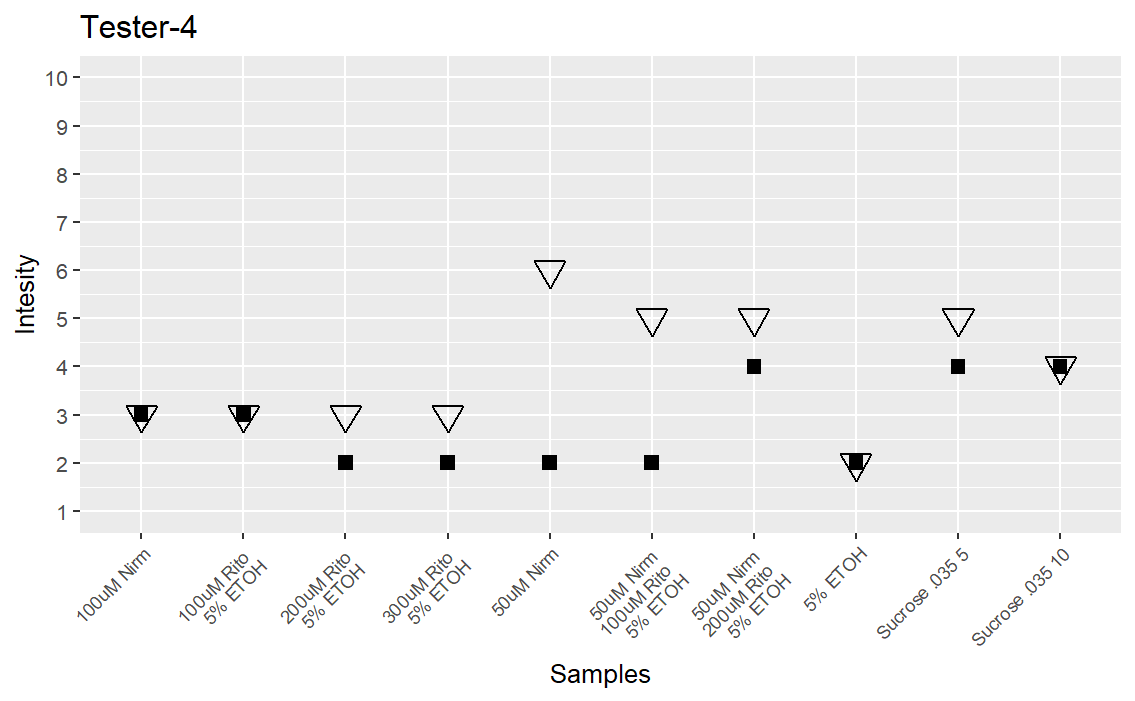 Tester-4
10
9
8
7
6
5
4
3
2
1
Intesity
100uM Nirm
100uM Rito
5% ETOH
200uM Rito
5% ETOH
300uM Rito
5% ETOH
50uM Nirm
50uM Nirm
100uM Rito
5% ETOH
50uM Nirm
200uM Rito
5% ETOH
5% ETOH
Sucrose .035 5
Sucrose .035 10
Samples